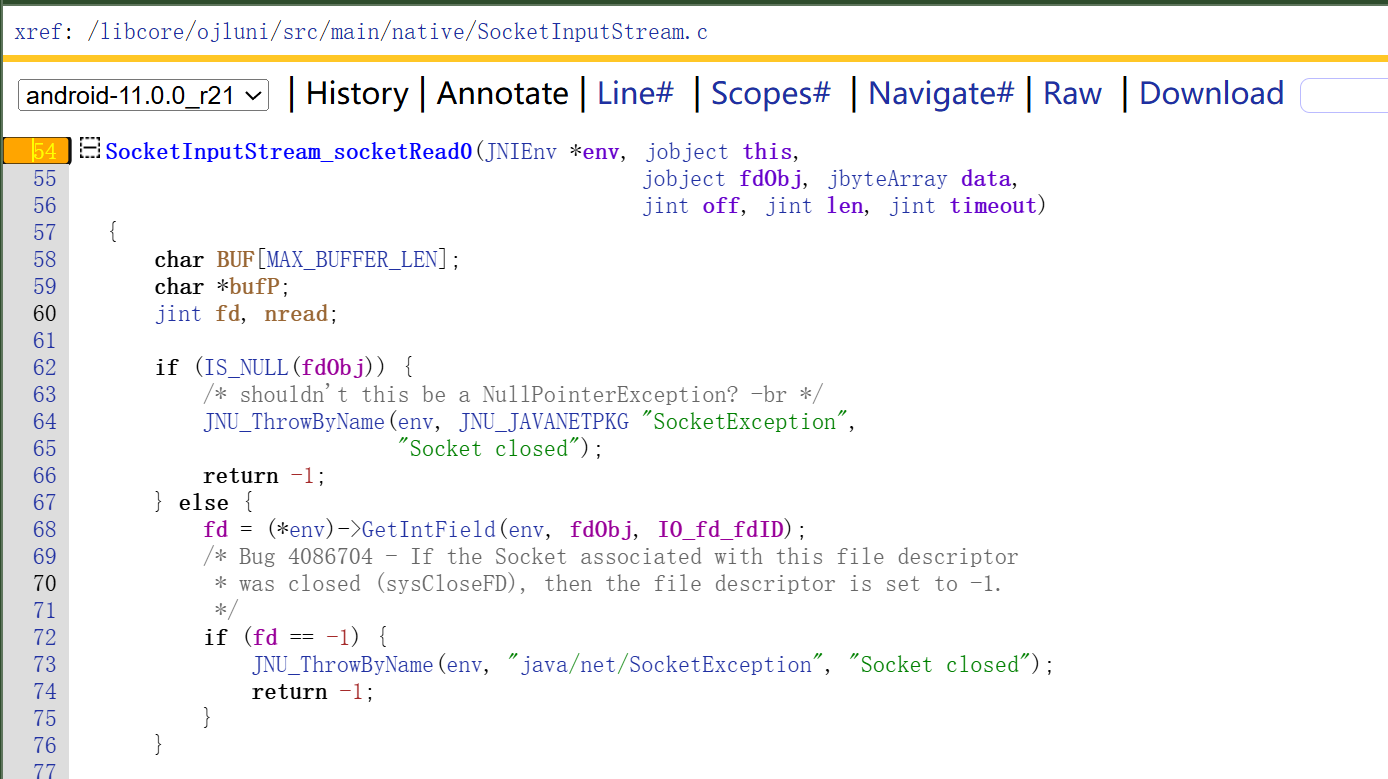 xref: /libcore/ojluni/src/main/native/SocketInputStream.c
android-11.0.0_r21 | History | Annotate | Line# | Scopes# | Navigate# | Raw | Download
54 SocketInputStream_socketRead0(JNIEnv *env, jobject this,
55 jobject fdObj, jbyteArray data,
56 jint off, jint len, jint timeout)
57 {
58 char BUF[MAX_BUFFER_LEN];
59 char *bufP;
60 jint fd, nread;
61
62 if (IS_NULL(fdObj)) {
63 /* shouldn't this be a NullPointerException? -br */
64 JNU_ThrowByName(env, JNU_JAVANETPKG "SocketException",
65 "Socket closed");
66 return -1;
67 } else {
68 fd = (*env)->GetIntField(env, fdObj, IO_fd_fdID);
69 /* Bug 4086704 - If the Socket associated with this file descriptor
70 * was closed (sysCloseFD), then the file descriptor is set to -1.
71 */
72 if (fd == -1) {
73 JNU_ThrowByName(env, "java/net/SocketException", "Socket closed");
74 return -1;
75 }
76 }
77